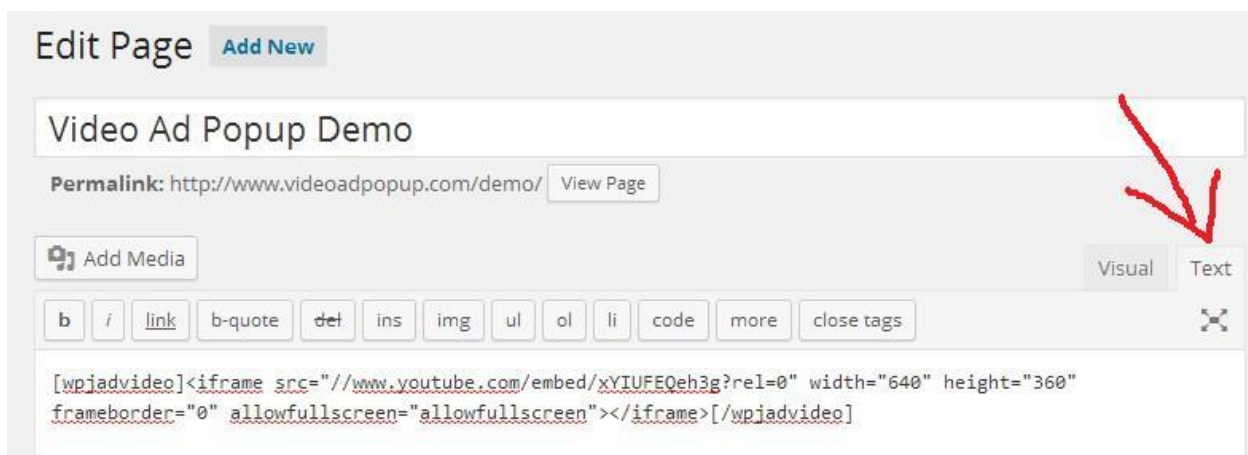 Edit Page Add New
Video Ad Popup Demo
Permalink: http://www.videoadpopup.com/demo/ View Page
Add Media Visual Text
b i link b-quote del ins img ul ol li code more close tags
[wpjadvideo]<iframe src="//www.youtube.com/embed/xYIUFEQeh3g?rel=0" width="640" height="360"
frameborder="0" allowfullscreen="allowfullscreen"></iframe>[/wpjadvideo]